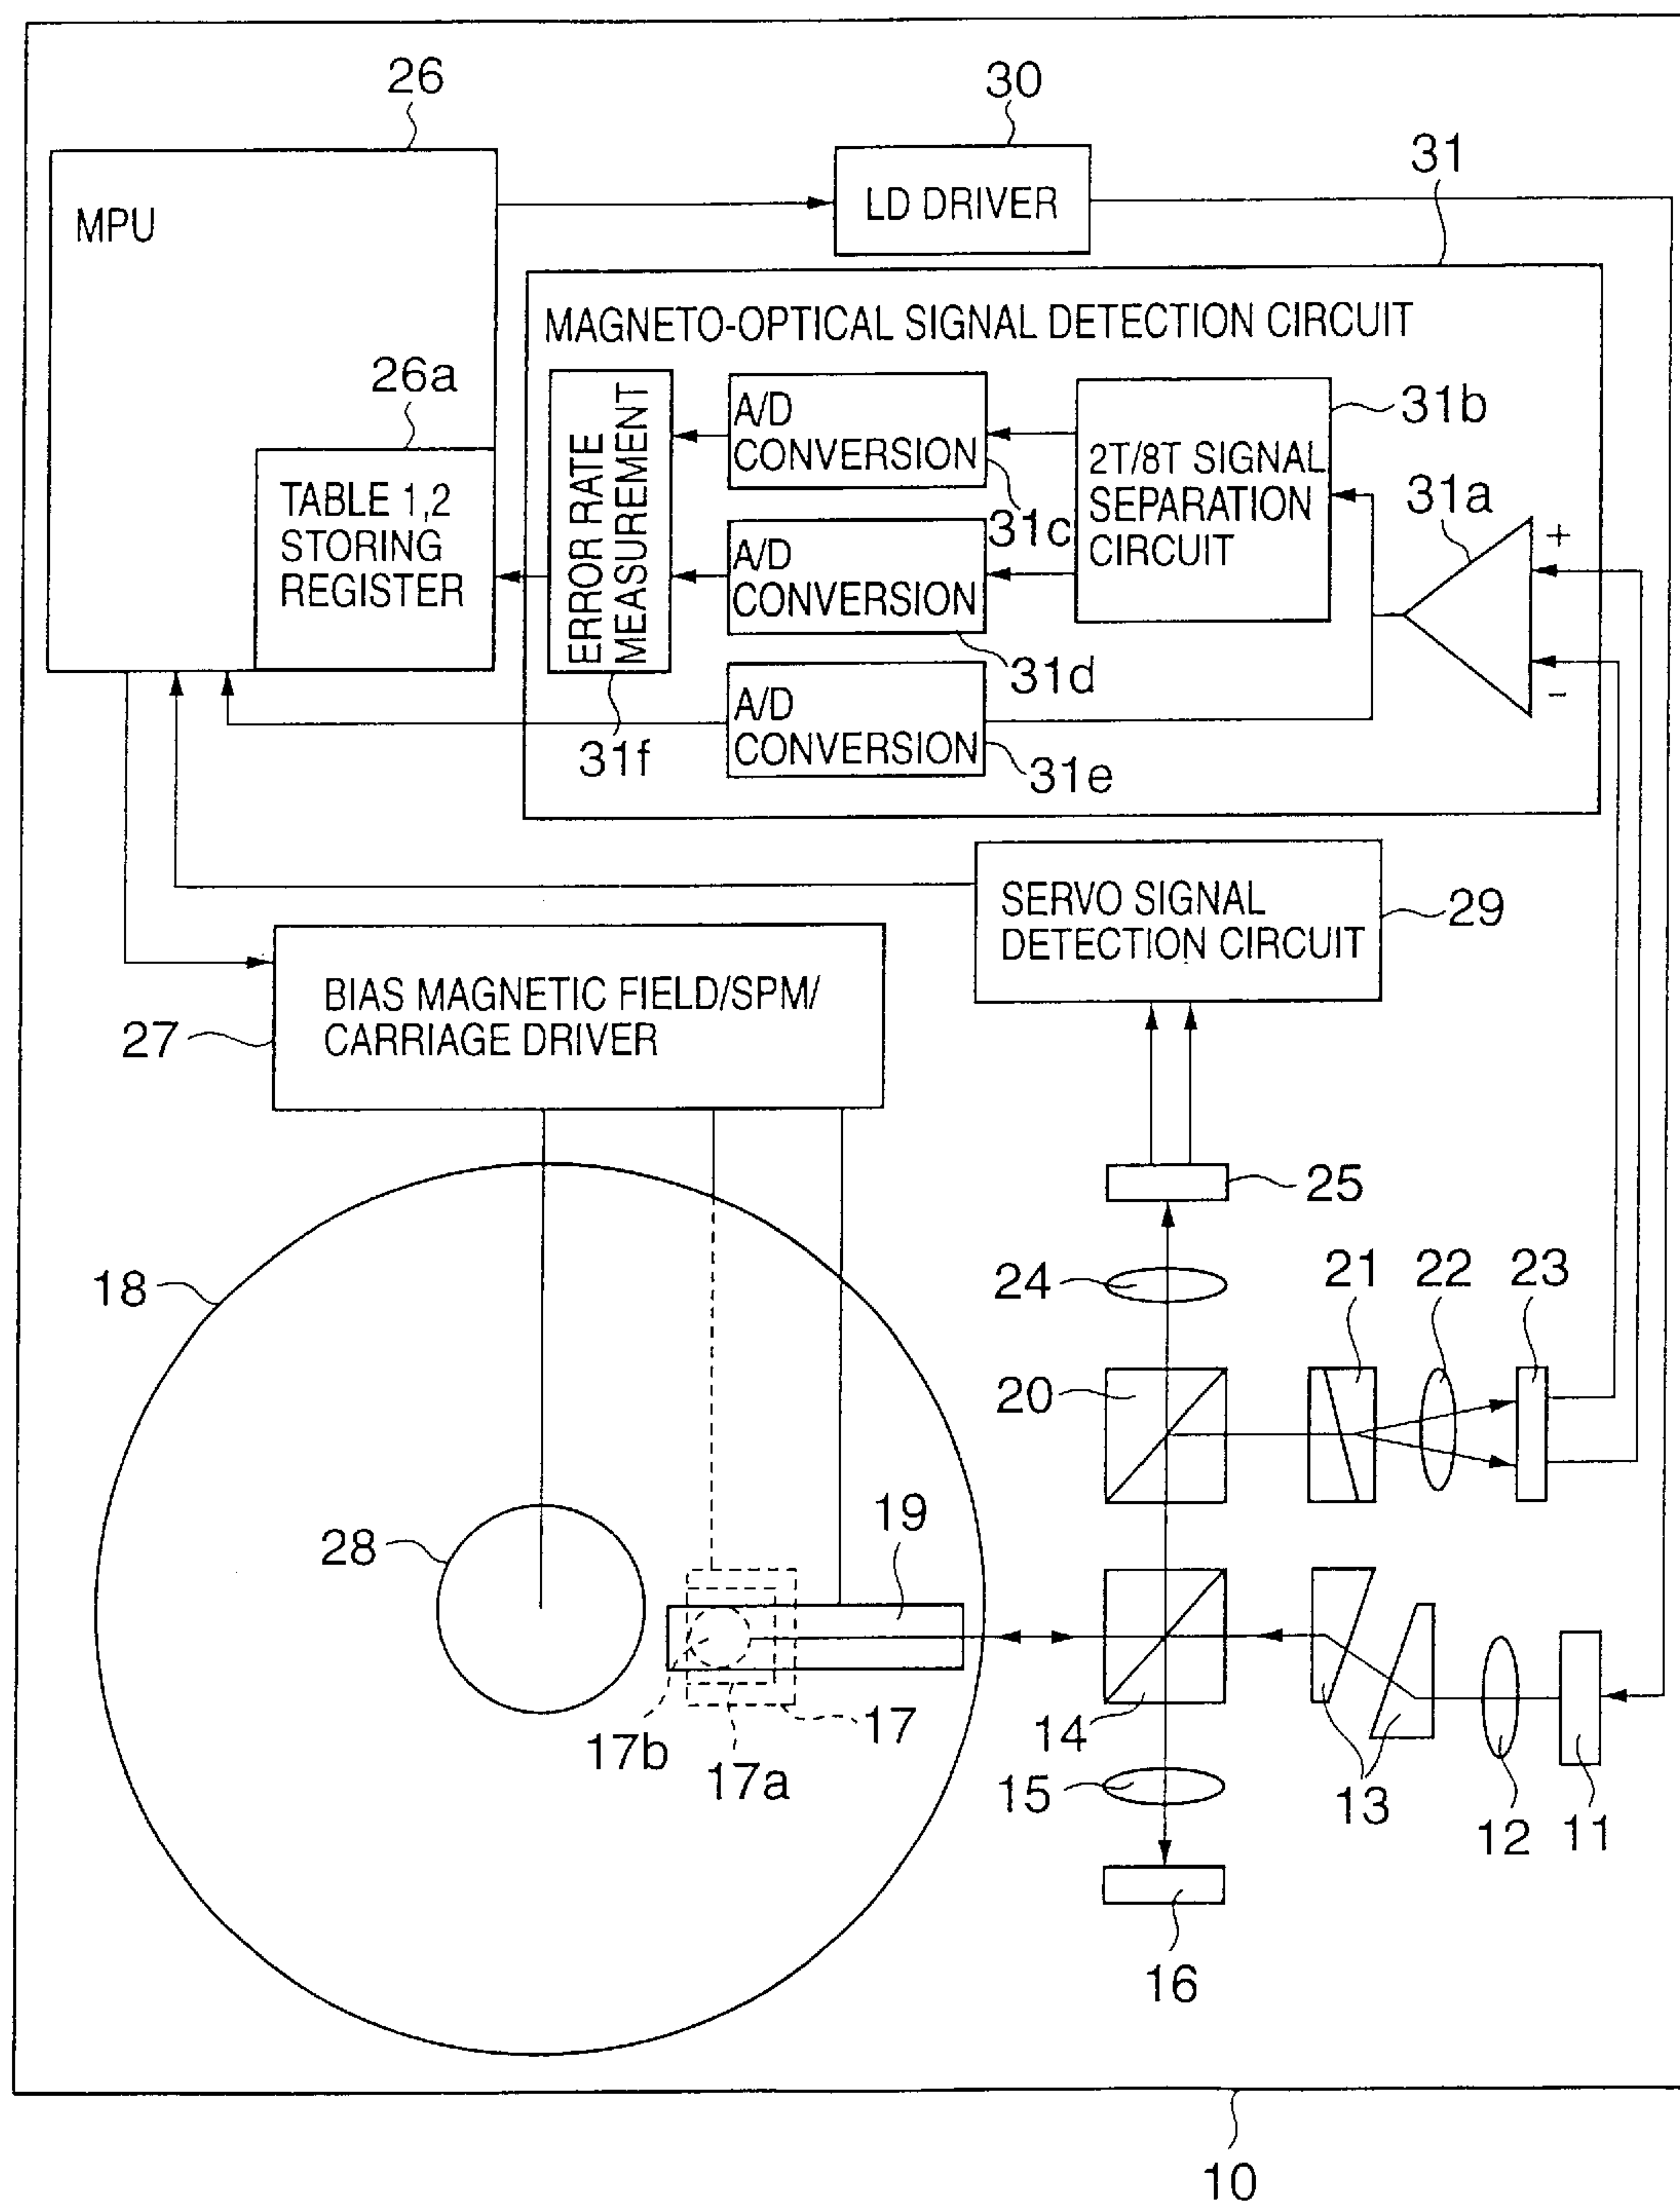 26
30
31
MPU
LD DRIVER
MAGNETO-OPTICAL SIGNAL DETECTION CIRCUIT
26a
TABLE 1,2
STORING
REGISTER
ERROR RATE
MEASUREMENT
A/D
CONVERSION
31c
A/D
CONVERSION
31d
A/D
CONVERSION
31e
31f
2T/8T SIGNAL
SEPARATION
CIRCUIT
31b
31a
+
−
SERVO SIGNAL
DETECTION CIRCUIT
29
BIAS MAGNETIC FIELD/SPM/
CARRIAGE DRIVER
27
25
18
24
21
22
23
20
28
19
17b
17a
17
14
15
13
12
11
16
10